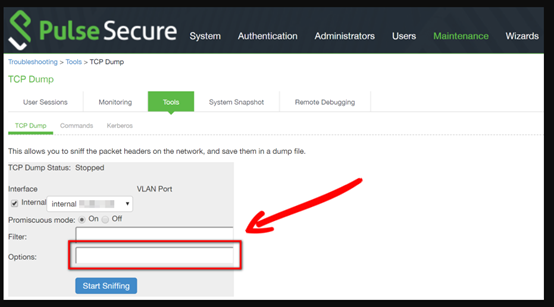 Pulse Secure
System Authentication Administrators Users Maintenance Wizards
Troubleshooting > Tools > TCP Dump
TCP Dump
User Sessions Monitoring Tools System Snapshot Remote Debugging
TCP Dump Commands Kerberos
This allows you to sniff the packet headers on the network, and save them in a dump file.
TCP Dump Status: Stopped
Interface VLAN Port
Internal internal
Promiscuous mode: On Off
Filter:
Options:
Start Sniffing